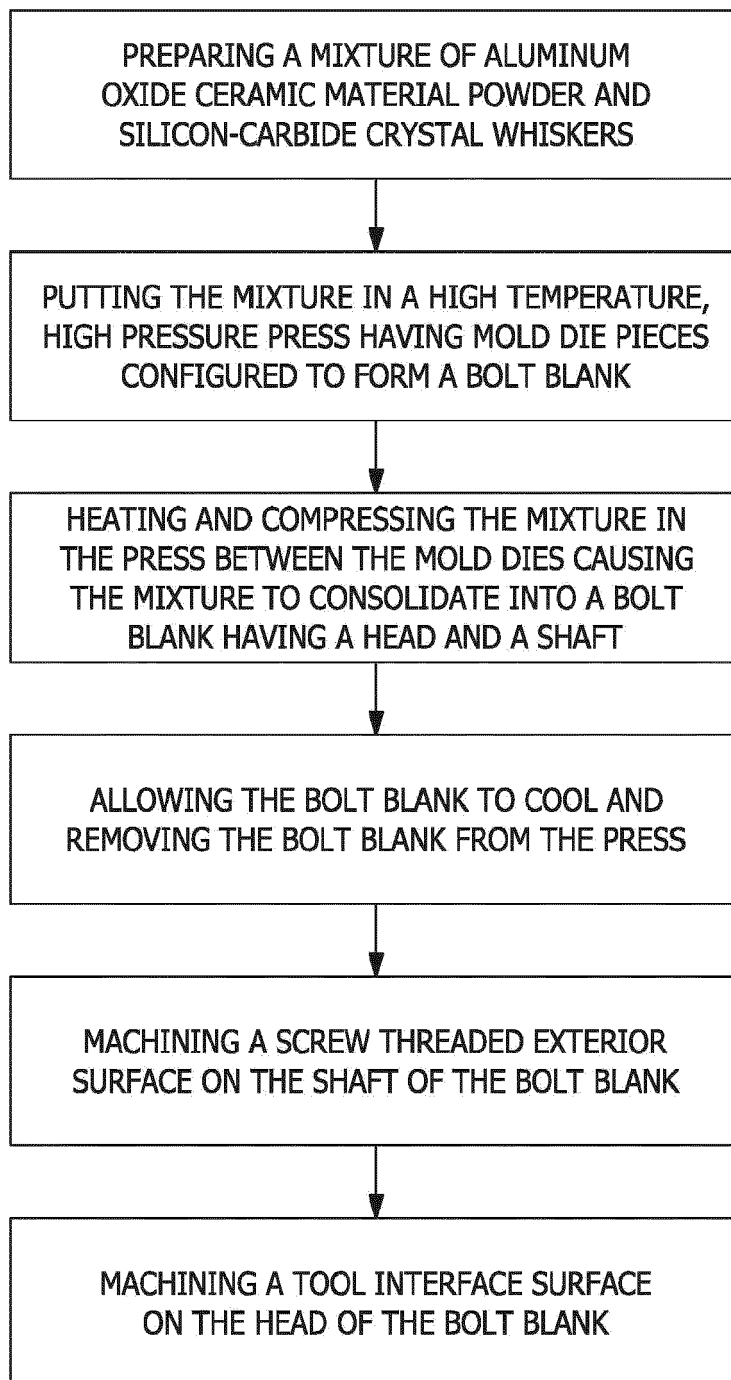 PREPARING A MIXTURE OF ALUMINUM
OXIDE CERAMIC MATERIAL POWDER AND
SILICON-CARBIDE CRYSTAL WHISKERS
PUTTING THE MIXTURE IN A HIGH TEMPERATURE,
HIGH PRESSURE PRESS HAVING MOLD DIE PIECES
CONFIGURED TO FORM A BOLT BLANK
HEATING AND COMPRESSING THE MIXTURE IN
THE PRESS BETWEEN THE MOLD DIES CAUSING
THE MIXTURE TO CONSOLIDATE INTO A BOLT
BLANK HAVING A HEAD AND A SHAFT
ALLOWING THE BOLT BLANK TO COOL AND
REMOVING THE BOLT BLANK FROM THE PRESS
MACHINING A SCREW THREADED EXTERIOR
SURFACE ON THE SHAFT OF THE BOLT BLANK
MACHINING A TOOL INTERFACE SURFACE
ON THE HEAD OF THE BOLT BLANK